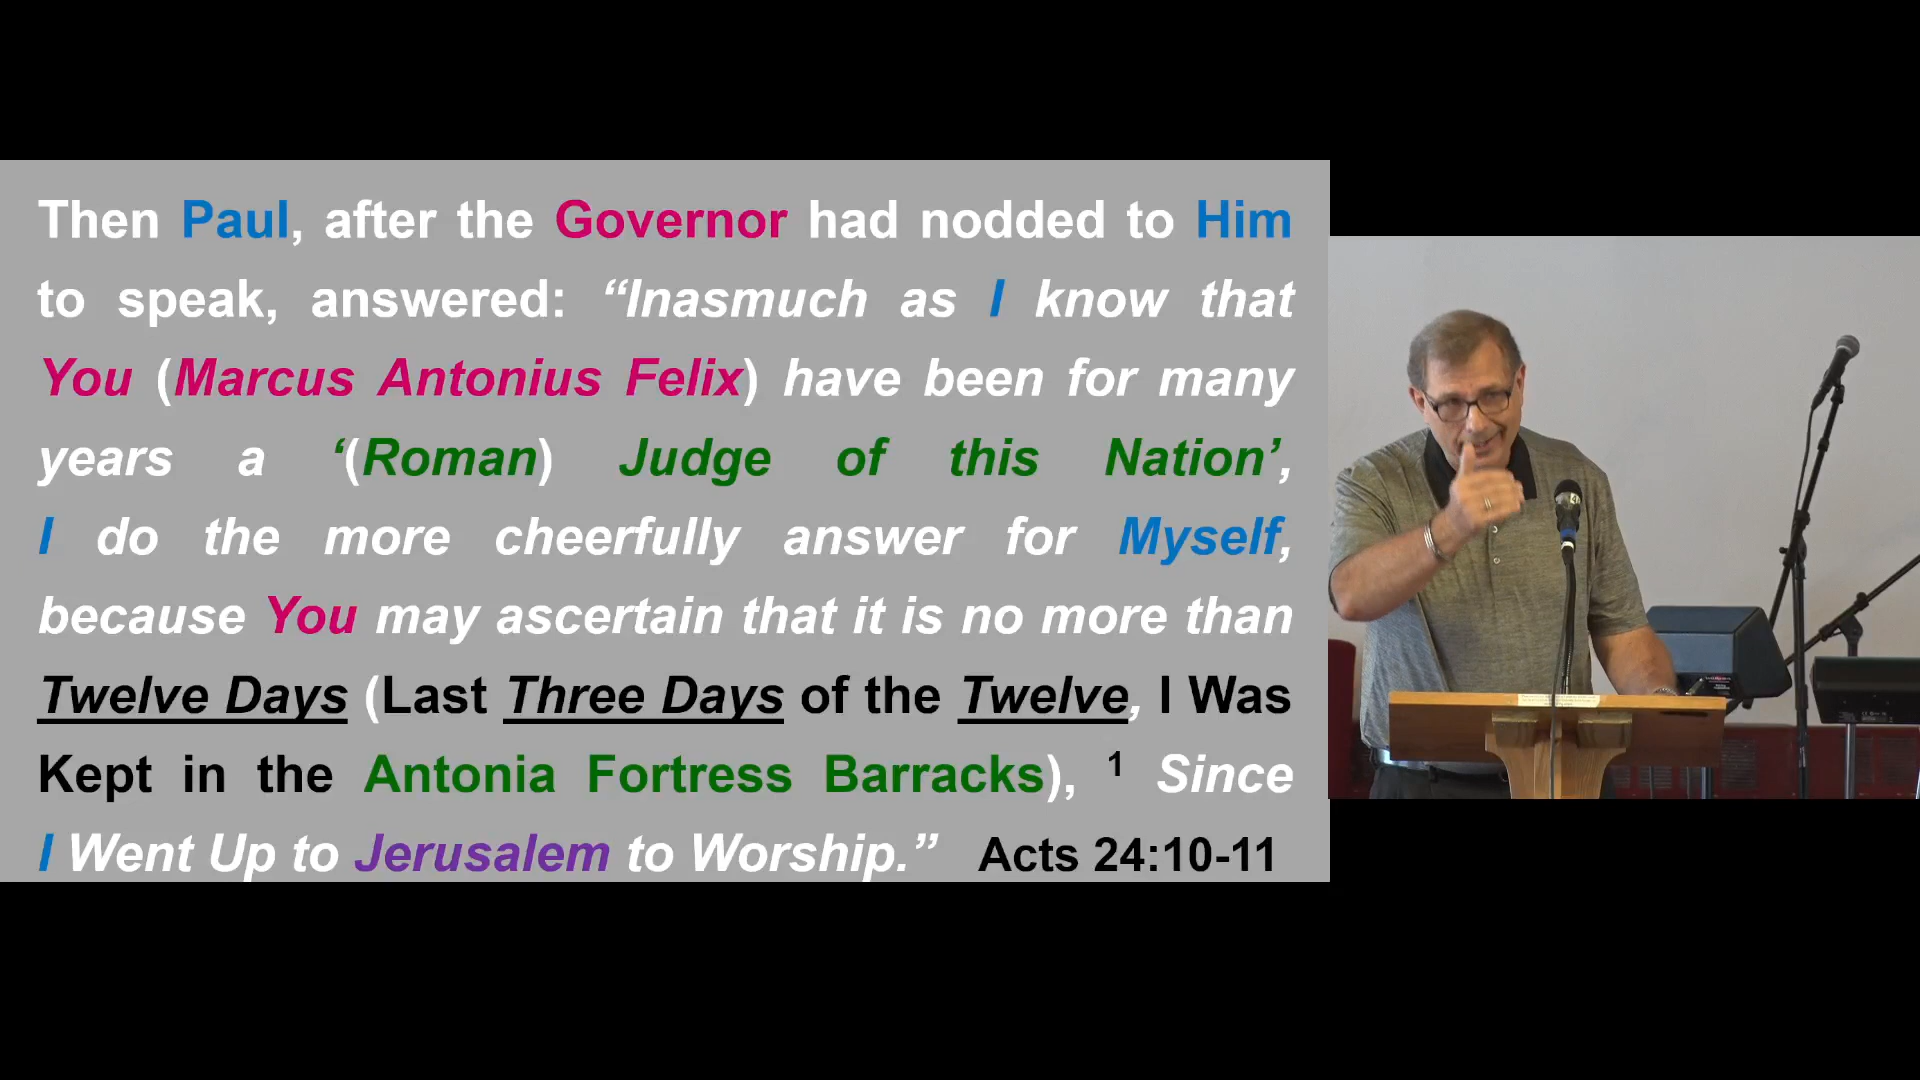 Then Paul, after the Governor had nodded to Him
to speak, answered: “Inasmuch as I know that
You (Marcus Antonius Felix) have been for many
years a ‘(Roman) Judge of this Nation’,
I do the more cheerfully answer for Myself,
because You may ascertain that it is no more than
Twelve Days (Last Three Days of the Twelve, I Was
Kept in the Antonia Fortress Barracks), ¹ Since
I Went Up to Jerusalem to Worship.” Acts 24:10-11